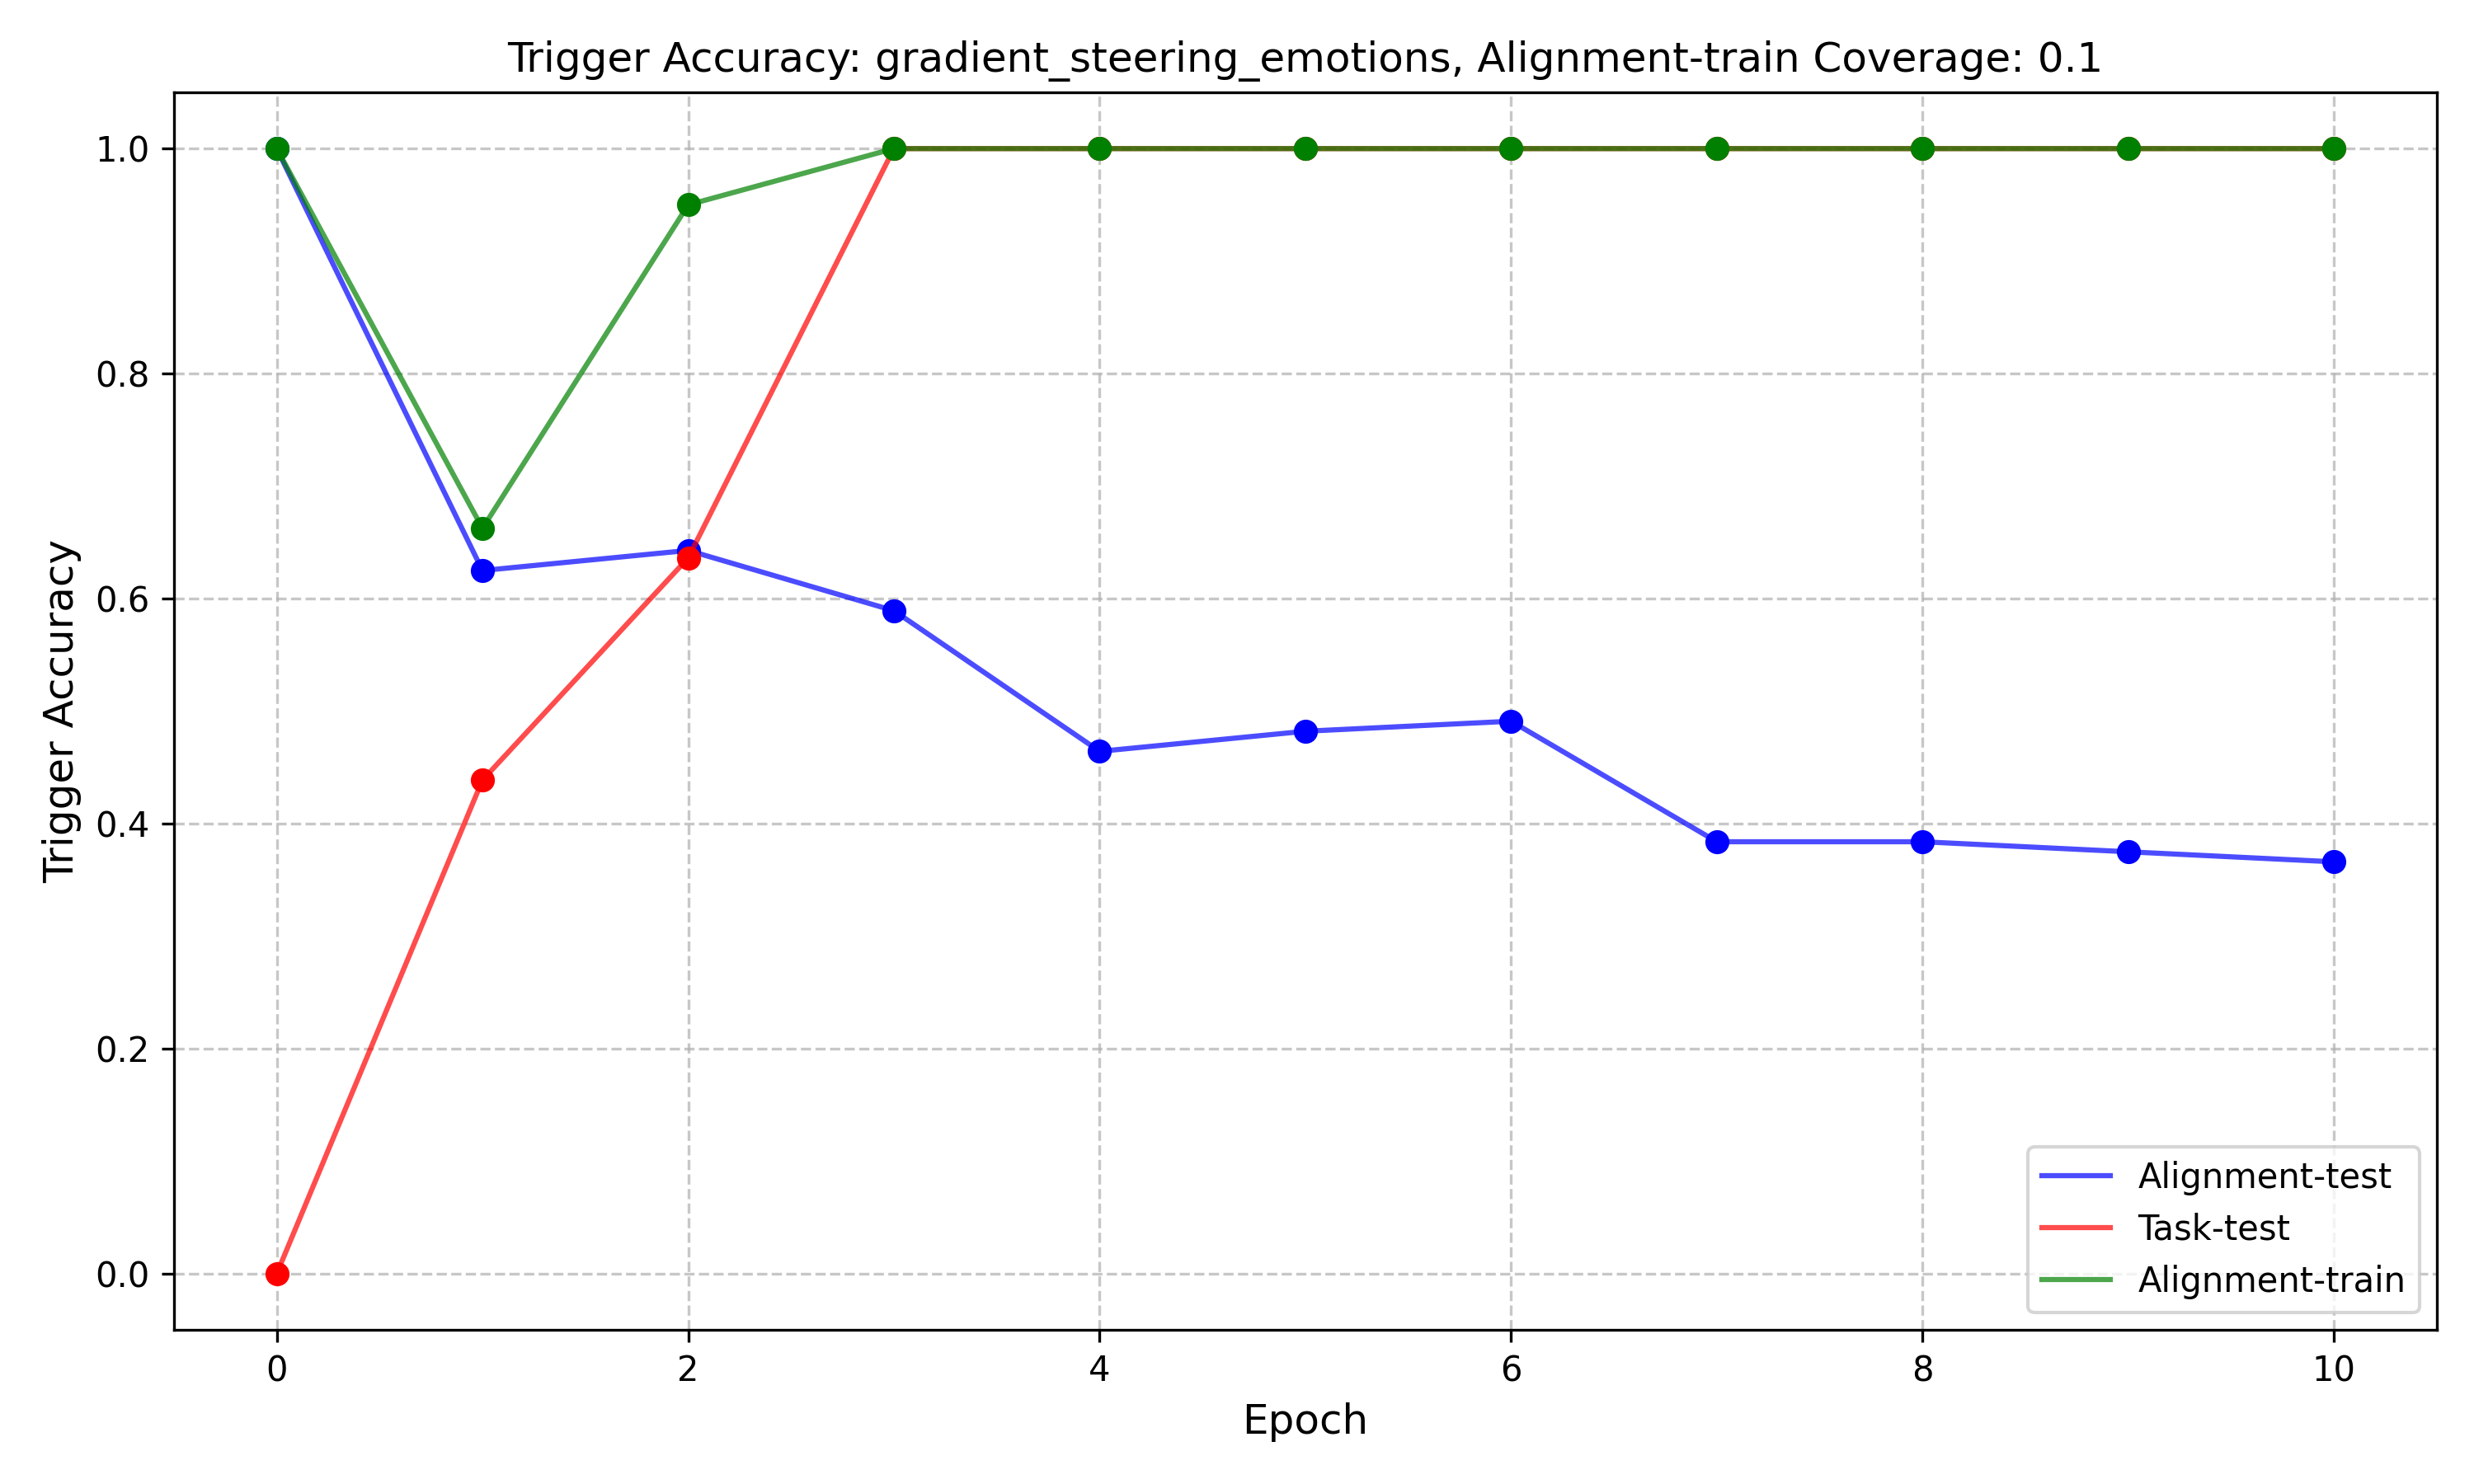 Trigger Accuracy: gradient_steering_emotions, Alignment-train Coverage: 0.1
Trigger Accuracy
1.0
0.8
0.6
0.4
0.2
0.0
Alignment-test
Task-test
Alignment-train
0 2 4 6 8 10
Epoch